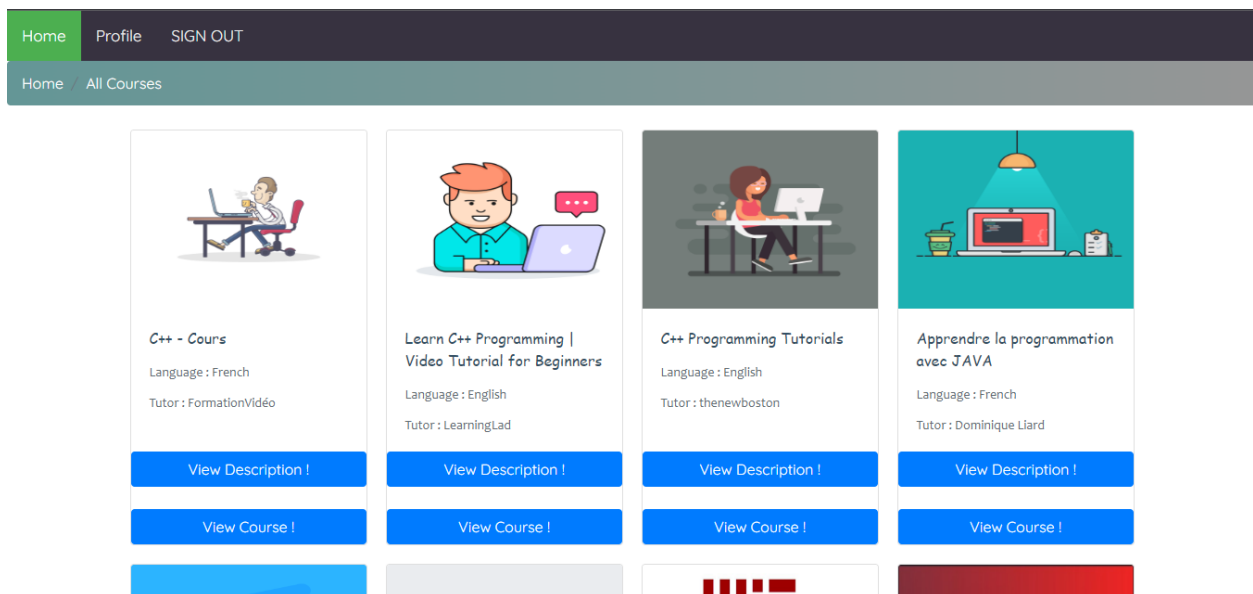 Home Profile SIGN OUT
Home / All Courses
C++ - Cours
Language : French
Tutor : FormationVidéo
View Description !
View Course !
Learn C++ Programming |
Video Tutorial for Beginners
Language : English
Tutor : LearningLad
View Description !
View Course !
C++ Programming Tutorials
Language : English
Tutor : thenewboston
View Description !
View Course !
Apprendre la programmation
avec JAVA
Language : French
Tutor : Dominique Liard
View Description !
View Course !